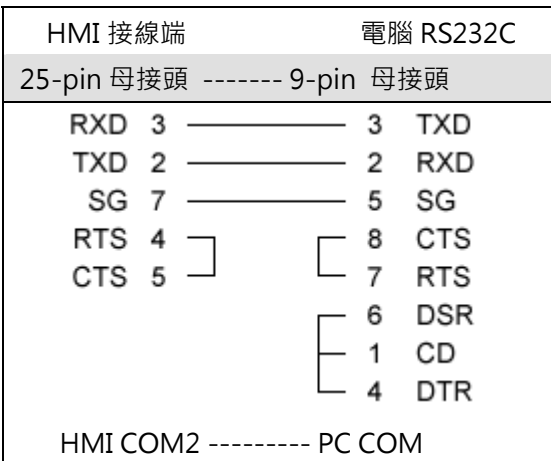 HMI 接線端 電腦 RS232C
25-pin 母接頭 ------- 9-pin 母接頭
RXD 3 3 TXD
TXD 2 2 RXD
SG 7 5 SG
RTS 4 8 CTS
CTS 5 7 RTS
6 DSR
1 CD
4 DTR
HMI COM2 --------- PC COM